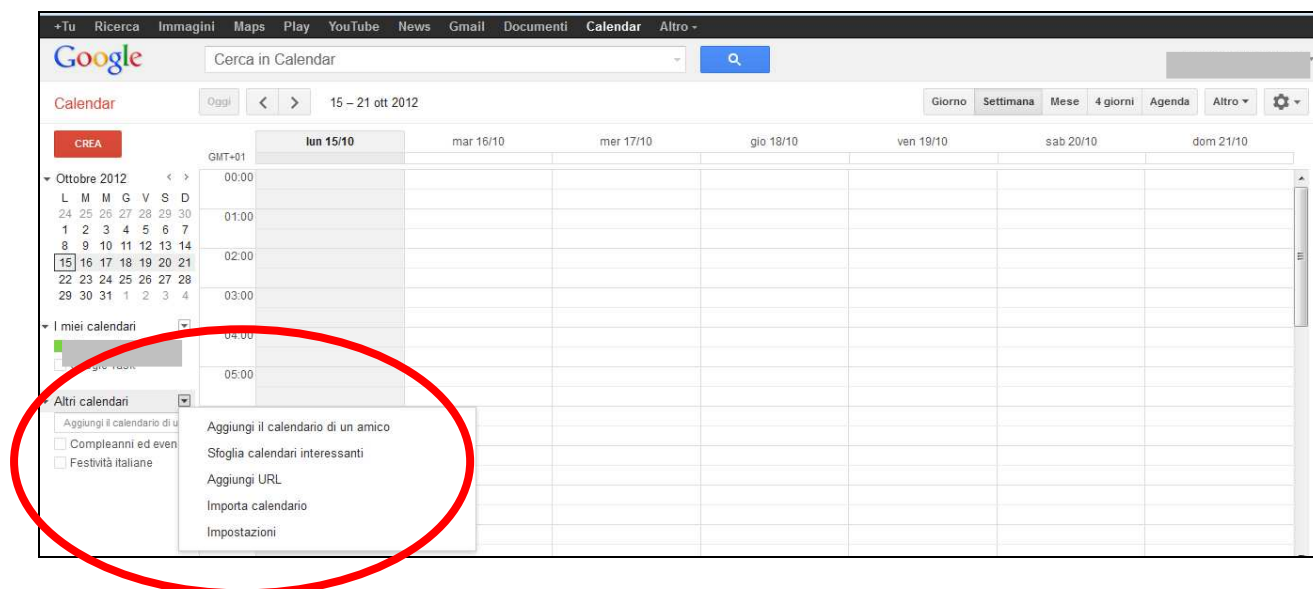 +Tu Ricerca Immagini Maps Play YouTube News Gmail Documenti Calendar Altro
Google Cerca in Calendar
Calendar Oggi 15 – 21 ott 2012 Giorno Settimana Mese 4 giorni Agenda Altro
CREA
lun 15/10 mar 16/10 mer 17/10 gio 18/10 ven 19/10 sab 20/10 dom 21/10
GMT+01
Ottobre 2012
L M M G V S D
24 25 26 27 28 29 30
1 2 3 4 5 6 7
8 9 10 11 12 13 14
15 16 17 18 19 20 21
22 23 24 25 26 27 28
29 30 31 1 2 3 4
00:00
01:00
02:00
03:00
04:00
05:00
I miei calendari
Altri calendari
Aggiungi il calendario di u
Compleanni ed even
Festività italiane
Aggiungi il calendario di un amico
Sfoglia calendari interessanti
Aggiungi URL
Importa calendario
Impostazioni